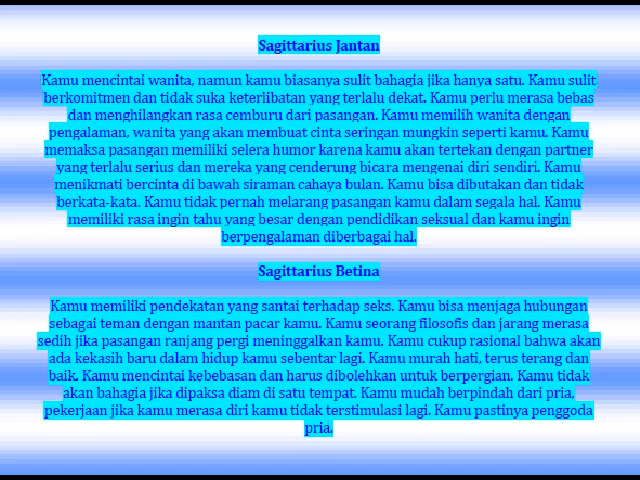 Sagittarius Jantan
Kamu mencintai wanita, namun kamu biasanya sulit bahagia jika hanya satu. Kamu sulit
berkomitmen dan tidak suka keterlibatan yang terlalu dekat. Kamu perlu merasa bebas
dan menghilangkan rasa cemburu dari pasangan. Kamu memilih wanita dengan
pengalaman, wanita yang akan membuat cinta seringan mungkin seperti kamu. Kamu
memaksa pasangan memiliki selera humor karena kamu akan tertekan dengan partner
yang terlalu serius dan mereka yang cenderung bicara mengenai diri sendiri. Kamu
menikmati bercinta di bawah siraman cahaya bulan. Kamu bisa dibutakan dan tidak
berkata-kata. Kamu tidak pernah melarang pasangan kamu dalam segala hal. Kamu
memiliki rasa ingin tahu yang besar dengan pendidikan seksual dan kamu ingin
berpengalaman diberbagai hal.
Sagittarius Betina
Kamu memiliki pendekatan yang santai terhadap seks. Kamu bisa menjaga hubungan
sebagai teman dengan mantan pacar kamu. Kamu seorang filosofis dan jarang merasa
sedih jika pasangan ranjang pergi meninggalkan kamu. Kamu cukup rasional bahwa akan
ada kekasih baru dalam hidup kamu sebentar lagi. Kamu murah hati, terus terang dan
baik. Kamu mencintai kebebasan dan harus dibolehkan untuk berpergian. Kamu tidak
akan bahagia jika dipaksa diam di satu tempat. Kamu mudah berpindah dari pria,
pekerjaan jika kamu merasa diri kamu tidak terstimulasi lagi. Kamu pastinya penggoda
pria.